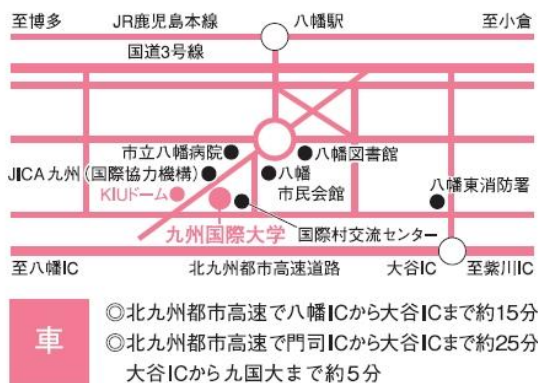 至博多 JR鹿児島本線 八幡駅 至小倉
国道3号線
市立八幡病院 八幡図書館
JICA九州(国際協力機構) 八幡
市民会館
KIUドーム 八幡東消防署
九州国際大学 国際村交流センター
至八幡IC 北九州都市高速道路 大谷IC 至紫川IC
車
◎北九州都市高速で八幡ICから大谷ICまで約15分
◎北九州都市高速で門司ICから大谷ICまで約25分
大谷ICから九国大まで約5分